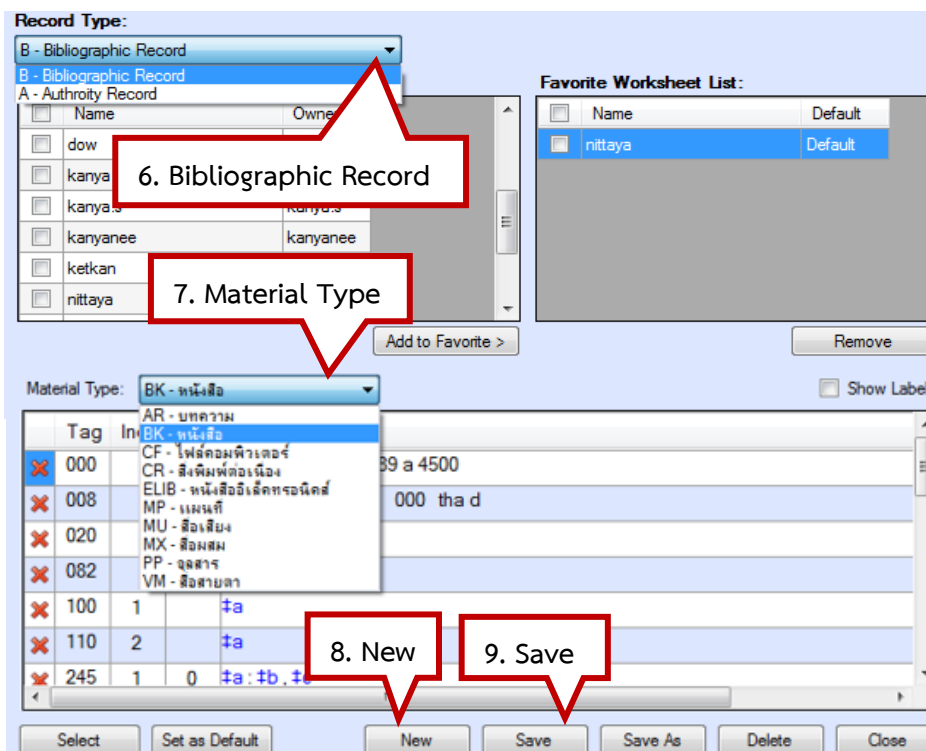 Record Type:
B - Bibliographic Record
B - Bibliographic Record
A - Authroity Record
Name Owne
dow
kanya
kanya.s kanya.s
kanyanee kanyanee
ketkan
nittaya
6. Bibliographic Record
Favorite Worksheet List:
Name Default
nittaya Default
7. Material Type
Add to Favorite >
Remove
Material Type: BK - หนังสือ
Show Label
AR - บทความ
BK - หนังสือ
CF - ไฟล์คอมพิวเตอร์
CR - สิ่งพิมพ์ต่อเนื่อง
ELIB - หนังสืออิเล็คทรอนิคส์
MP - แผนที่
MU - สื่อเสียง
MX - สื่อผสม
PP - จุลสาร
VM - สื่อสายตา
Tag In
000 39 a 4500
008 000 tha d
020
082
100 1 ‡a
110 2 ‡a
245 1 0 ‡a : ‡b , ‡c
8. New
9. Save
Select Set as Default New Save Save As Delete Close